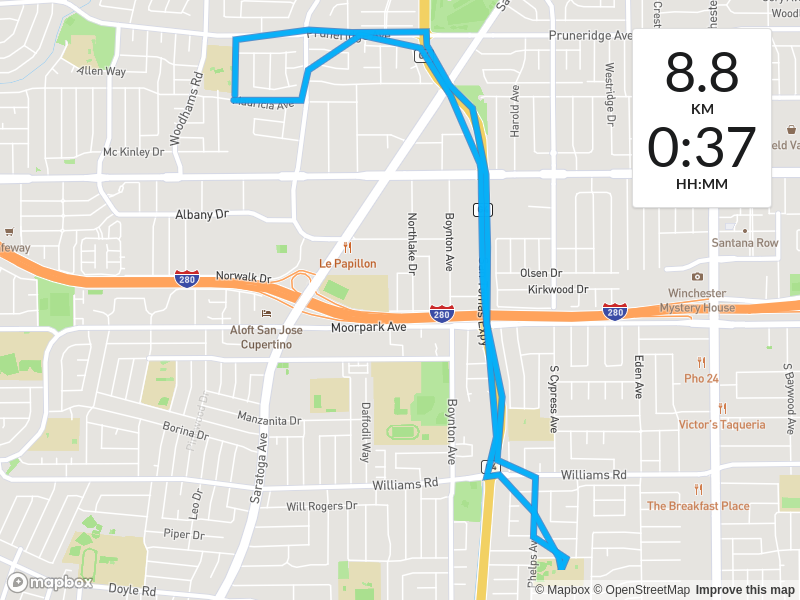 Pruneridge Ave
Pruneridge Ave
Allen Way
Woodhams Rd
Mauricia Ave
Mc Kinley Dr
Albany Dr
Harold Ave
Westridge Dr
8.8
KM
0:37
HH:MM
Northlake Dr
Boynton Ave
Le Papillon
Norwalk Dr
280
280
280
Olsen Dr
Kirkwood Dr
Santana Row
Winchester
Mystery House
Aloft San Jose
Cupertino
Moorpark Ave
Saratoga Ave
Daffodil Way
Boynton Ave
S Cypress Ave
Eden Ave
S Baywood Ave
Pho 24
Victor's Taqueria
Manzanita Dr
Borina Dr
Leo Dr
Williams Rd
Williams Rd
Will Rogers Dr
Piper Dr
Doyle Rd
Phelps Ave
The Breakfast Place
mapbox
© Mapbox © OpenStreetMap Improve this map